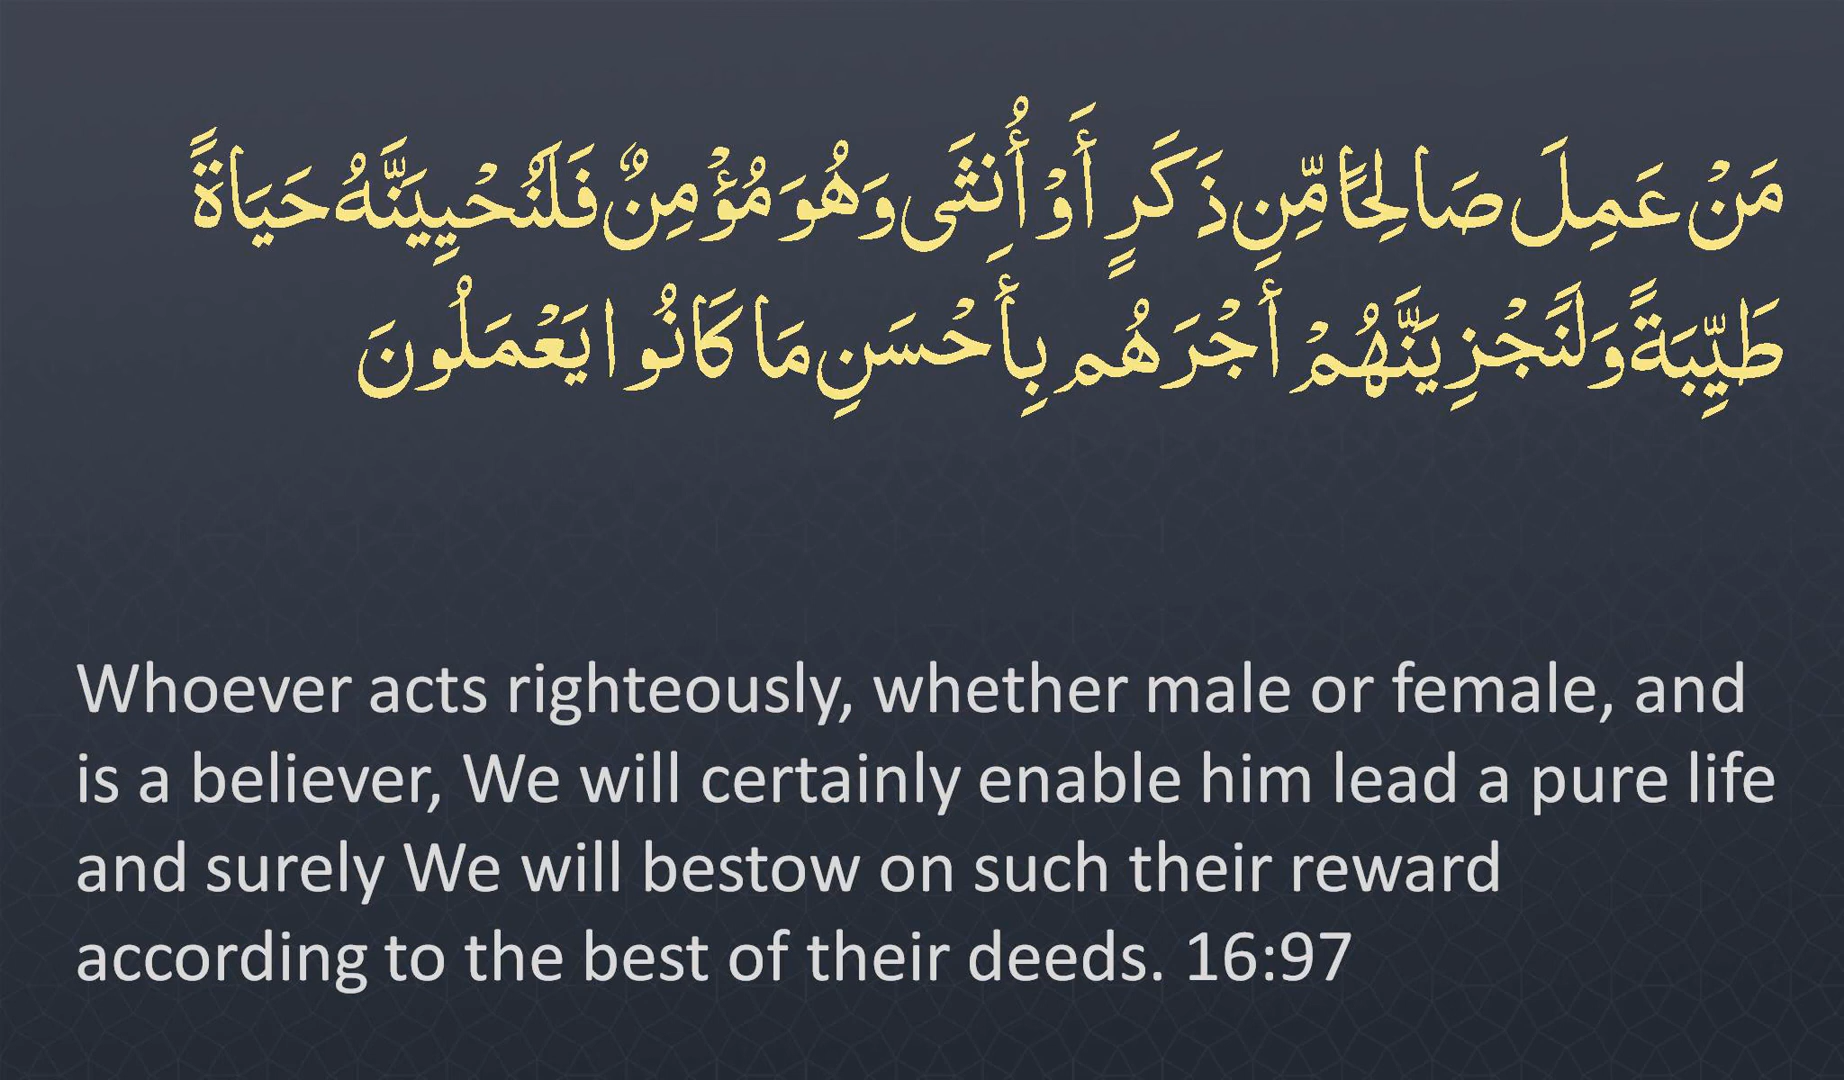 مَنْ عَمِلَ صَالِحًا مِّن ذَكَرٍ أَوْ أُنثَى وَهُوَ مُؤْمِنٌ فَلَنُحْيِيَنَّهُ حَيَاةً
طَيِّبَةً وَلَنَجْزِيَنَّهُمْ أَجْرَهُم بِأَحْسَنِ مَا كَانُوا يَعْمَلُونَ
Whoever acts righteously, whether male or female, and
is a believer, We will certainly enable him lead a pure life
and surely We will bestow on such their reward
according to the best of their deeds. 16:97